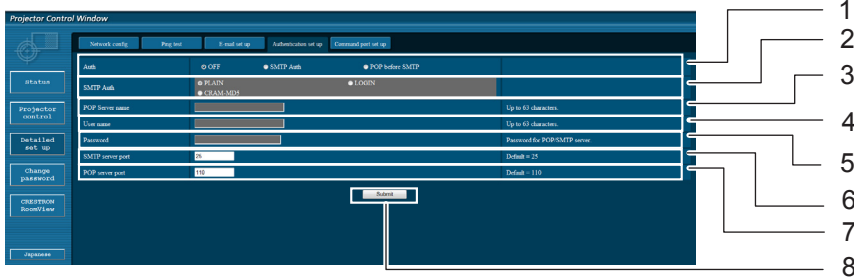 Projector Control Window
Network config Ping test E-mail set up Authentication set up Command port set up
Auth OFF SMTP Auth POP before SMTP
SMTP Auth PLAIN LOGIN
CRAM-MD5
POP Server name Up to 63 characters.
User name Up to 63 characters.
Password Password for POP/SMTP server
SMTP server port 25 Default = 25
POP server port 110 Default = 110
Submit
Status
Projector
control
Detailed
set up
Change
password
CRESTRON
RoomView
Japanese
1
2
3
4
5
6
7
8